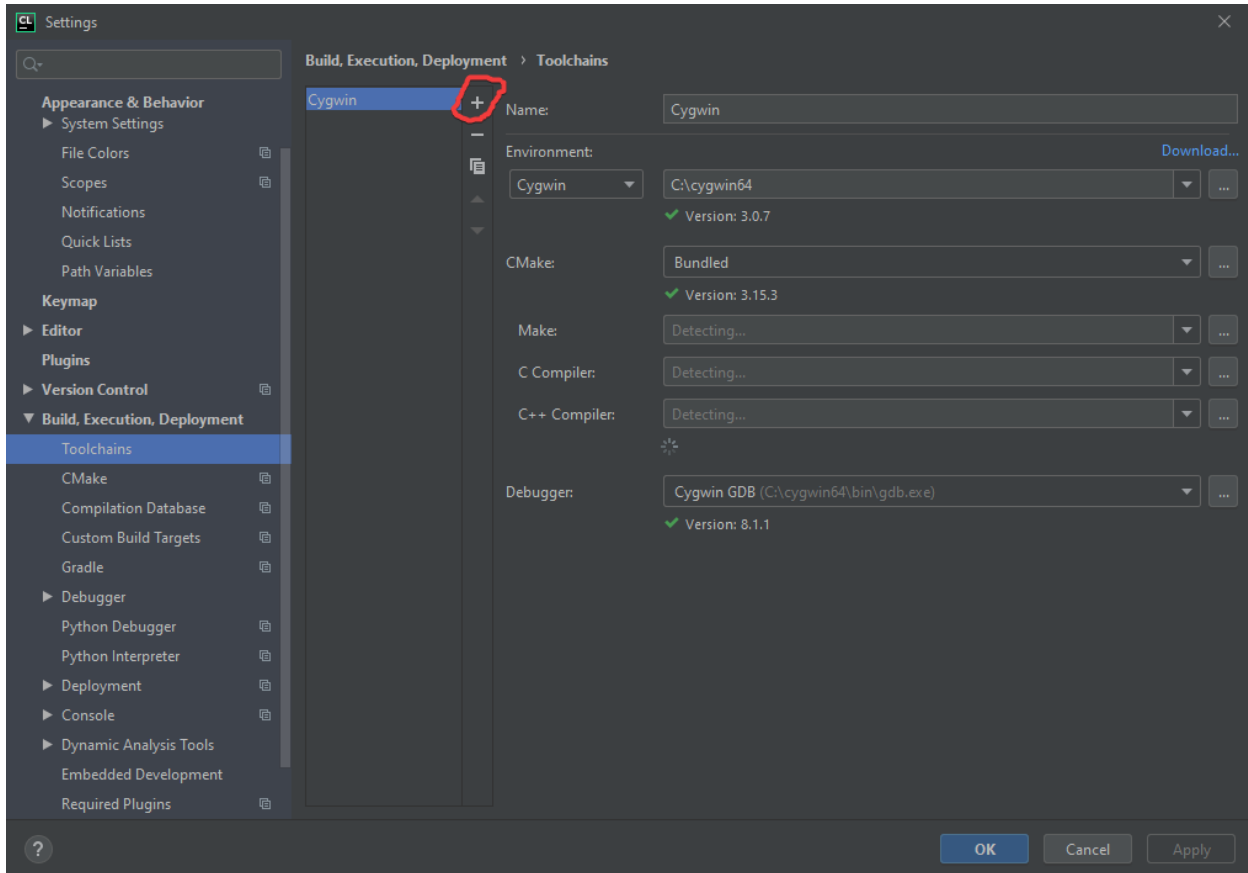 CL Settings
Build, Execution, Deployment › Toolchains
Appearance & Behavior
System Settings
File Colors
Scopes
Notifications
Quick Lists
Path Variables
Keymap
Editor
Plugins
Version Control
Build, Execution, Deployment
Toolchains
CMake
Compilation Database
Custom Build Targets
Gradle
Debugger
Python Debugger
Python Interpreter
Deployment
Console
Dynamic Analysis Tools
Embedded Development
Required Plugins
Cygwin
Name: Cygwin
Environment: Download...
Cygwin C:\cygwin64 ...
Version: 3.0.7
CMake: Bundled ...
Version: 3.15.3
Make: Detecting... ...
C Compiler: Detecting... ...
C++ Compiler: Detecting... ...
Debugger: Cygwin GDB (C:\cygwin64\bin\gdb.exe) ...
Version: 8.1.1
? OK Cancel Apply